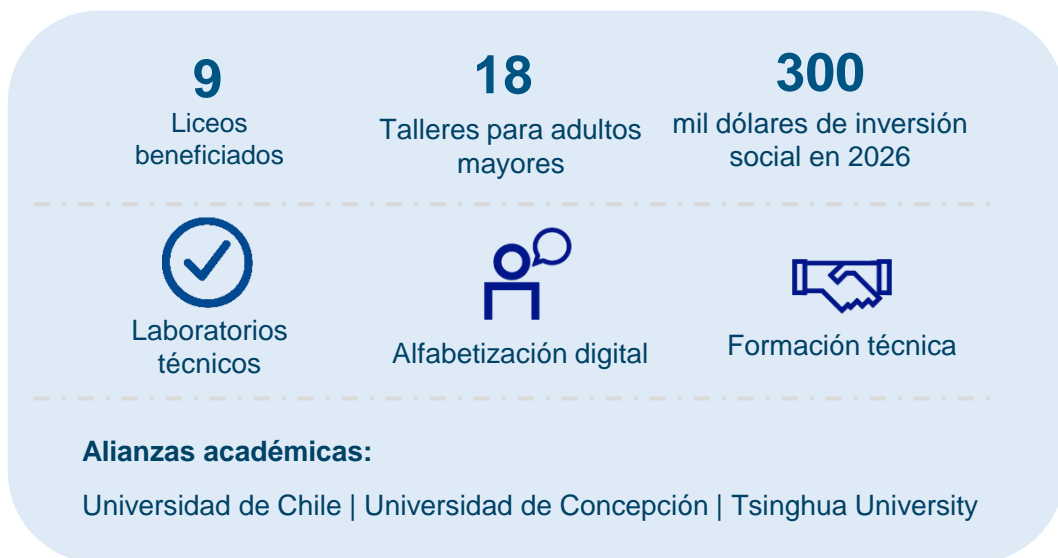 9
Liceos
beneficiados
18
Talleres para adultos
mayores
300
mil dólares de inversión
social en 2026
Laboratorios
técnicos
Alfabetización digital
Formación técnica
Alianzas académicas:
Universidad de Chile | Universidad de Concepción | Tsinghua University